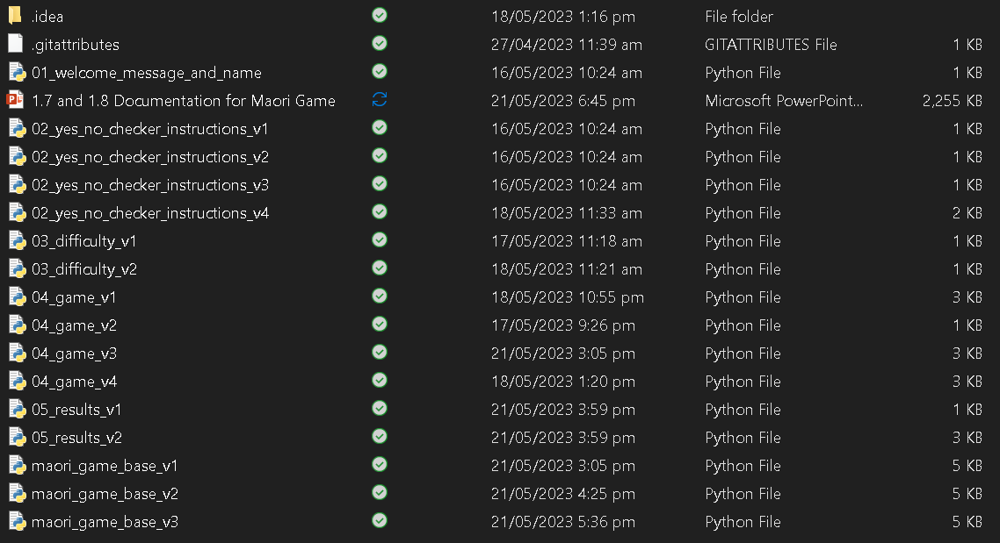 .idea 18/05/2023 1:16 pm File folder
.gitattributes 27/04/2023 11:39 am GITATTRIBUTES File 1 KB
01_welcome_message_and_name 16/05/2023 10:24 am Python File 1 KB
1.7 and 1.8 Documentation for Maori Game 21/05/2023 6:45 pm Microsoft PowerPoint... 2,255 KB
02_yes_no_checker_instructions_v1 16/05/2023 10:24 am Python File 1 KB
02_yes_no_checker_instructions_v2 16/05/2023 10:24 am Python File 1 KB
02_yes_no_checker_instructions_v3 16/05/2023 10:24 am Python File 1 KB
02_yes_no_checker_instructions_v4 18/05/2023 11:33 am Python File 2 KB
03_difficulty_v1 17/05/2023 11:18 am Python File 1 KB
03_difficulty_v2 18/05/2023 11:21 am Python File 1 KB
04_game_v1 18/05/2023 10:55 pm Python File 3 KB
04_game_v2 17/05/2023 9:26 pm Python File 1 KB
04_game_v3 21/05/2023 3:05 pm Python File 3 KB
04_game_v4 18/05/2023 1:20 pm Python File 3 KB
05_results_v1 21/05/2023 3:59 pm Python File 1 KB
05_results_v2 21/05/2023 3:59 pm Python File 3 KB
maori_game_base_v1 21/05/2023 3:05 pm Python File 5 KB
maori_game_base_v2 21/05/2023 4:25 pm Python File 5 KB
maori_game_base_v3 21/05/2023 5:36 pm Python File 5 KB